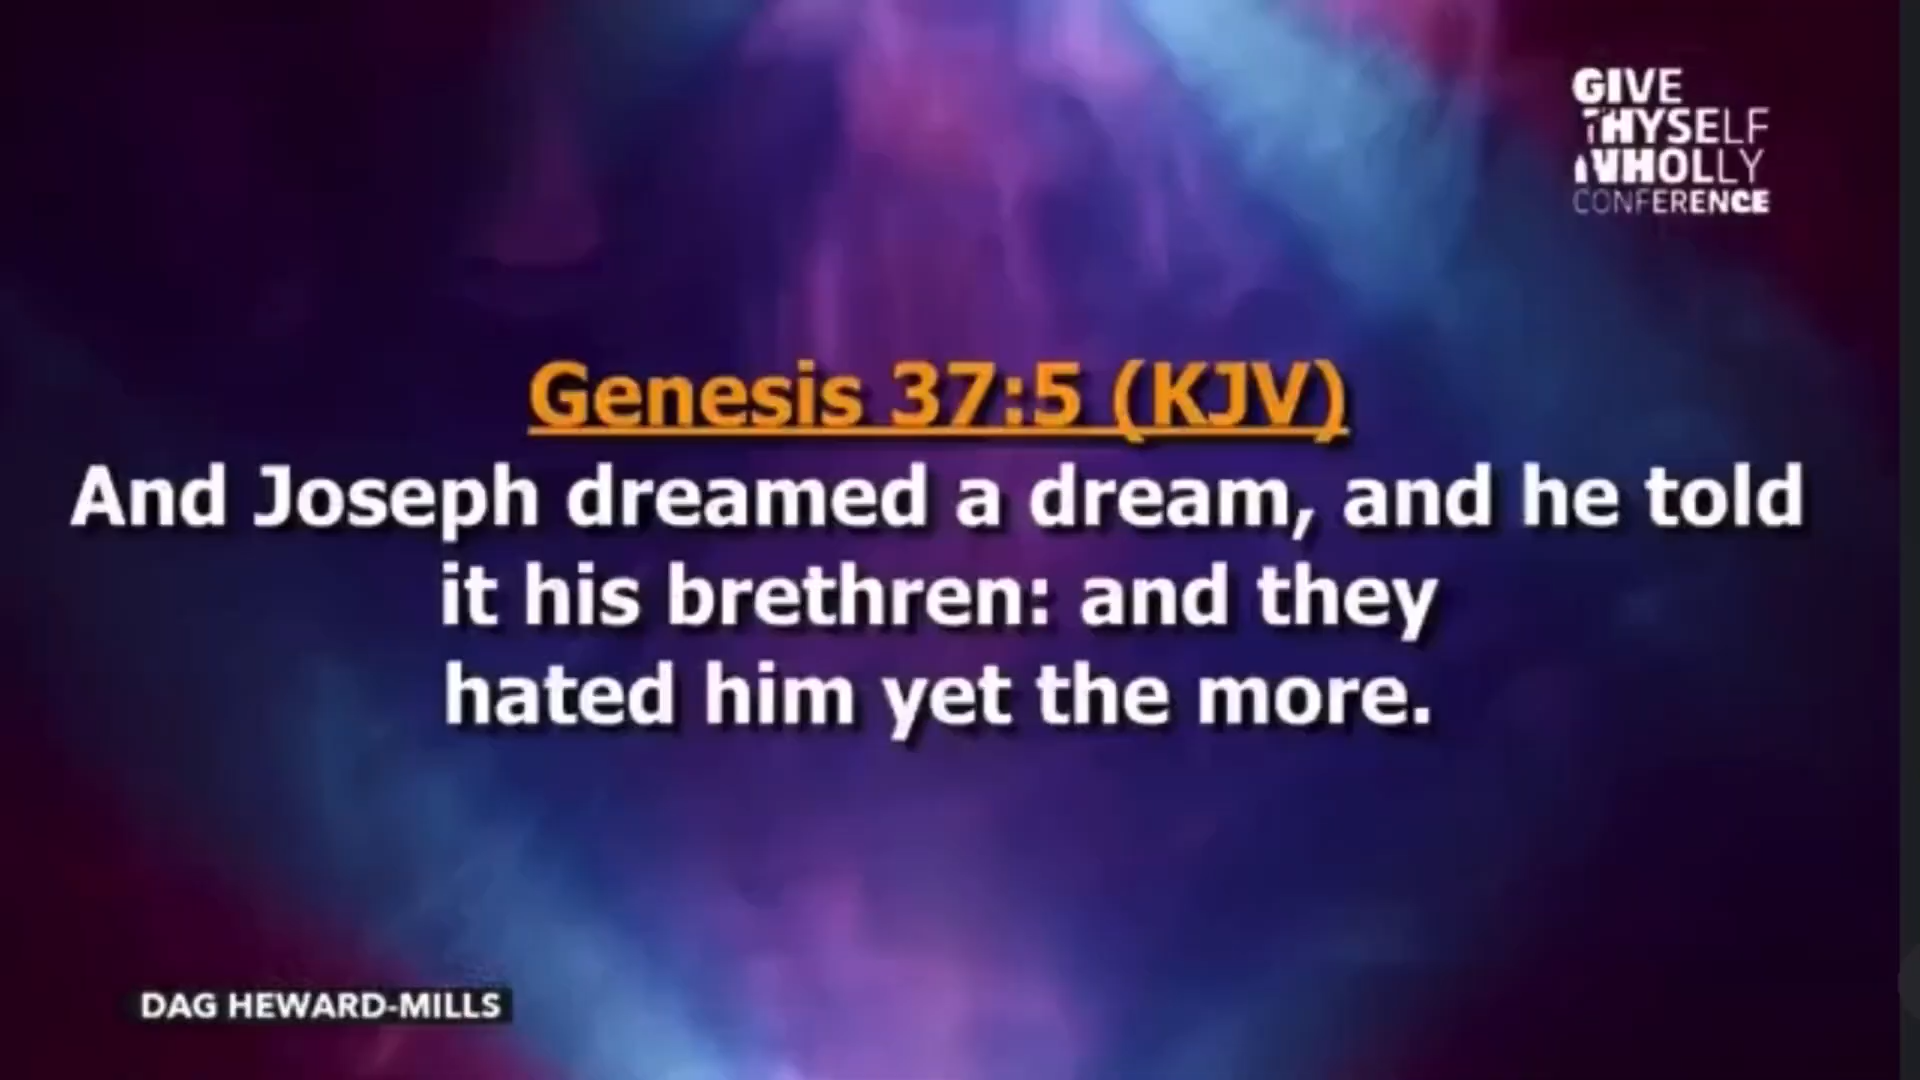 GIVE
THYSELF
WHOLLY
CONFERENCE
Genesis 37:5 (KJV)
And Joseph dreamed a dream, and he told
it his brethren: and they
hated him yet the more.
DAG HEWARD-MILLS